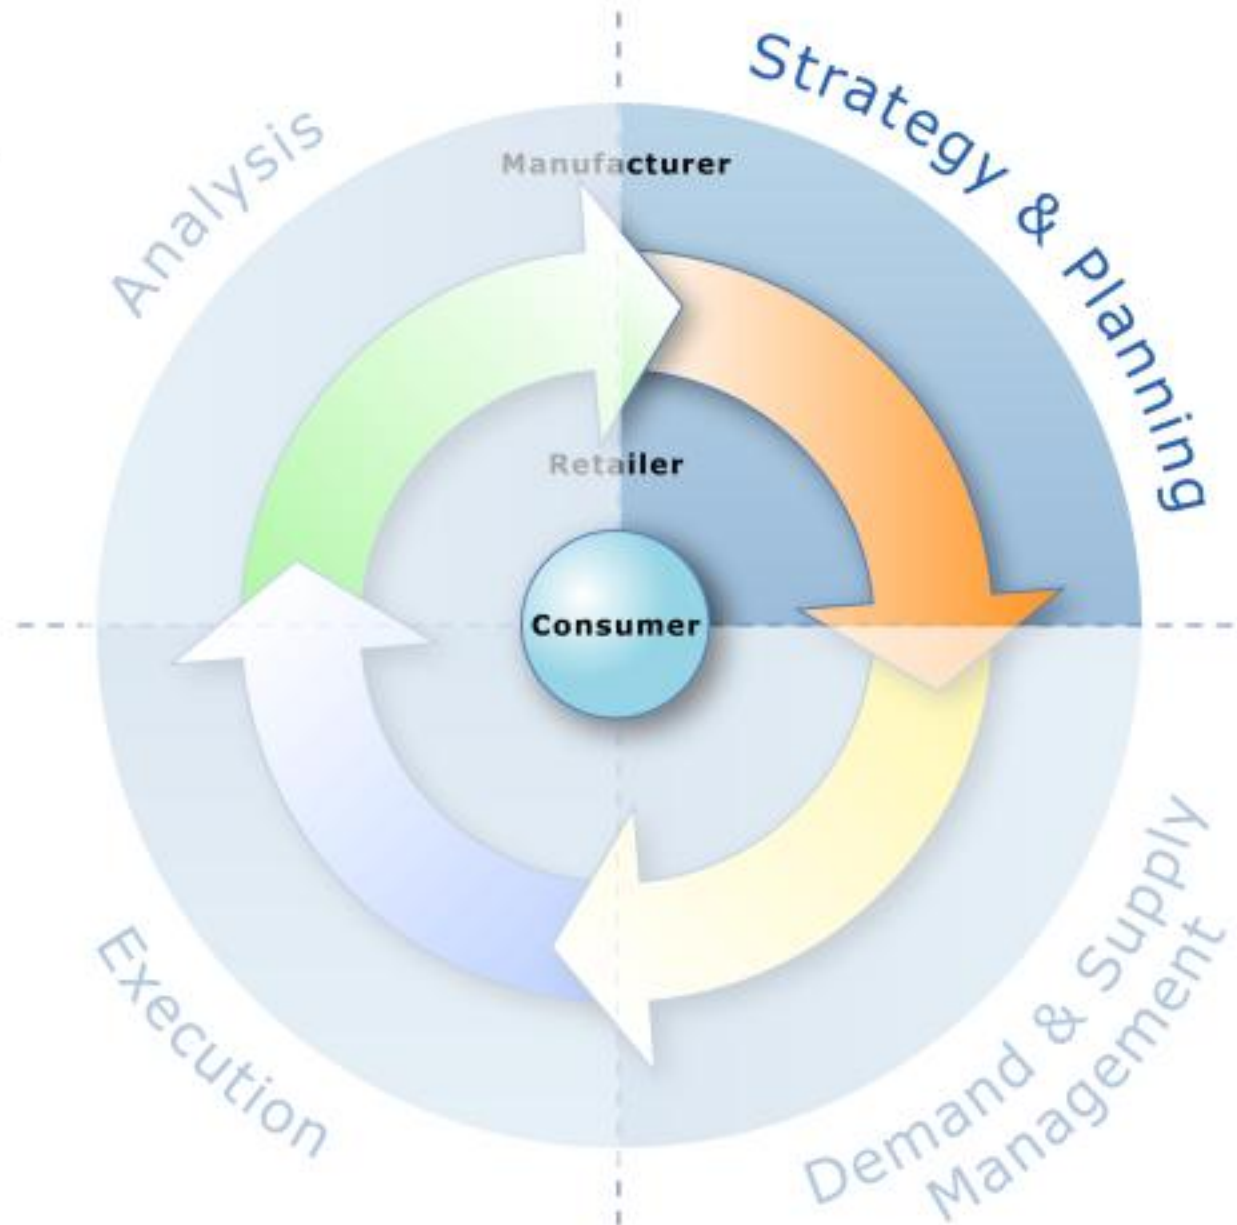 Strategy & Planning
Analysis
Manufacturer
Retailer
Consumer
Execution
Demand & Supply
Management